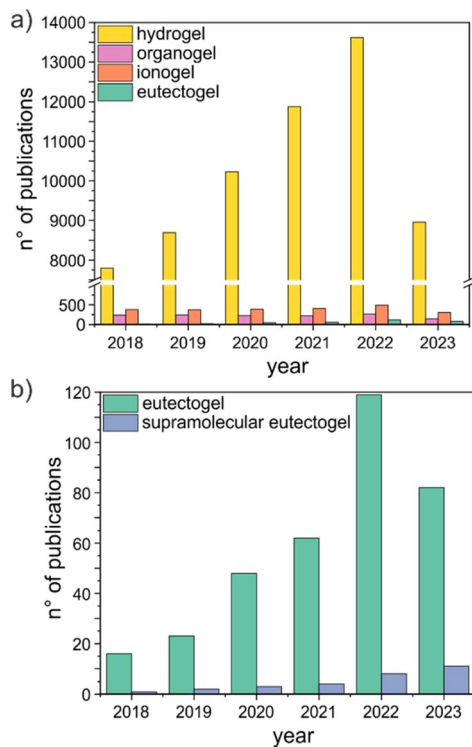 a)
14000
13000
12000
11000
10000
9000
8000
500
0
n° of publications
hydrogel
organogel
ionogel
eutectogel
2018 2019 2020 2021 2022 2023
year
b)
120
100
80
60
40
20
0
n° of publications
eutectogel
supramolecular eutectogel
2018 2019 2020 2021 2022 2023
year